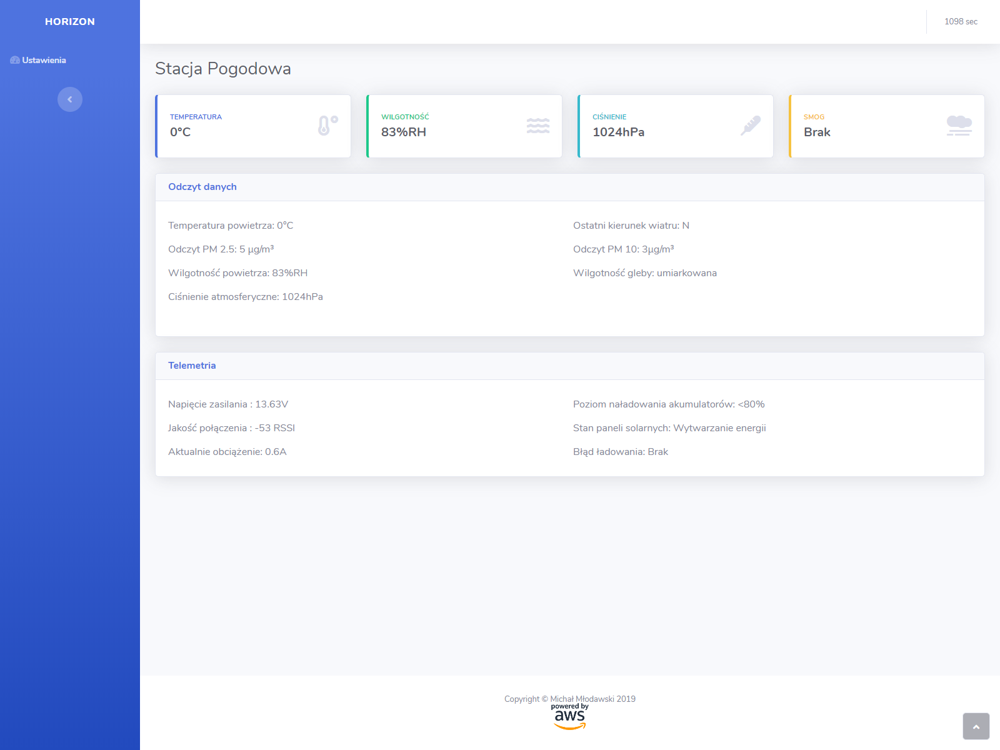 HORIZON
1098 sec
Ustawienia
Stacja Pogodowa
TEMPERATURA
0°C
WILGOTNOŚĆ
83%RH
CIŚNIENIE
1024hPa
SMOG
Brak
Odczyt danych
Temperatura powietrza: 0°C
Ostatni kierunek wiatru: N
Odczyt PM 2.5: 5 µg/m³
Odczyt PM 10: 3µg/m³
Wilgotność powietrza: 83%RH
Wilgotność gleby: umiarkowana
Ciśnienie atmosferyczne: 1024hPa
Telemetria
Napięcie zasilania : 13.63V
Poziom naładowania akumulatorów: <80%
Jakość połączenia : -53 RSSI
Stan paneli solarnych: Wytwarzanie energii
Aktualnie obciążenie: 0.6A
Błąd ładowania: Brak
Copyright © Michał Młodawski 2019
powered by
aws